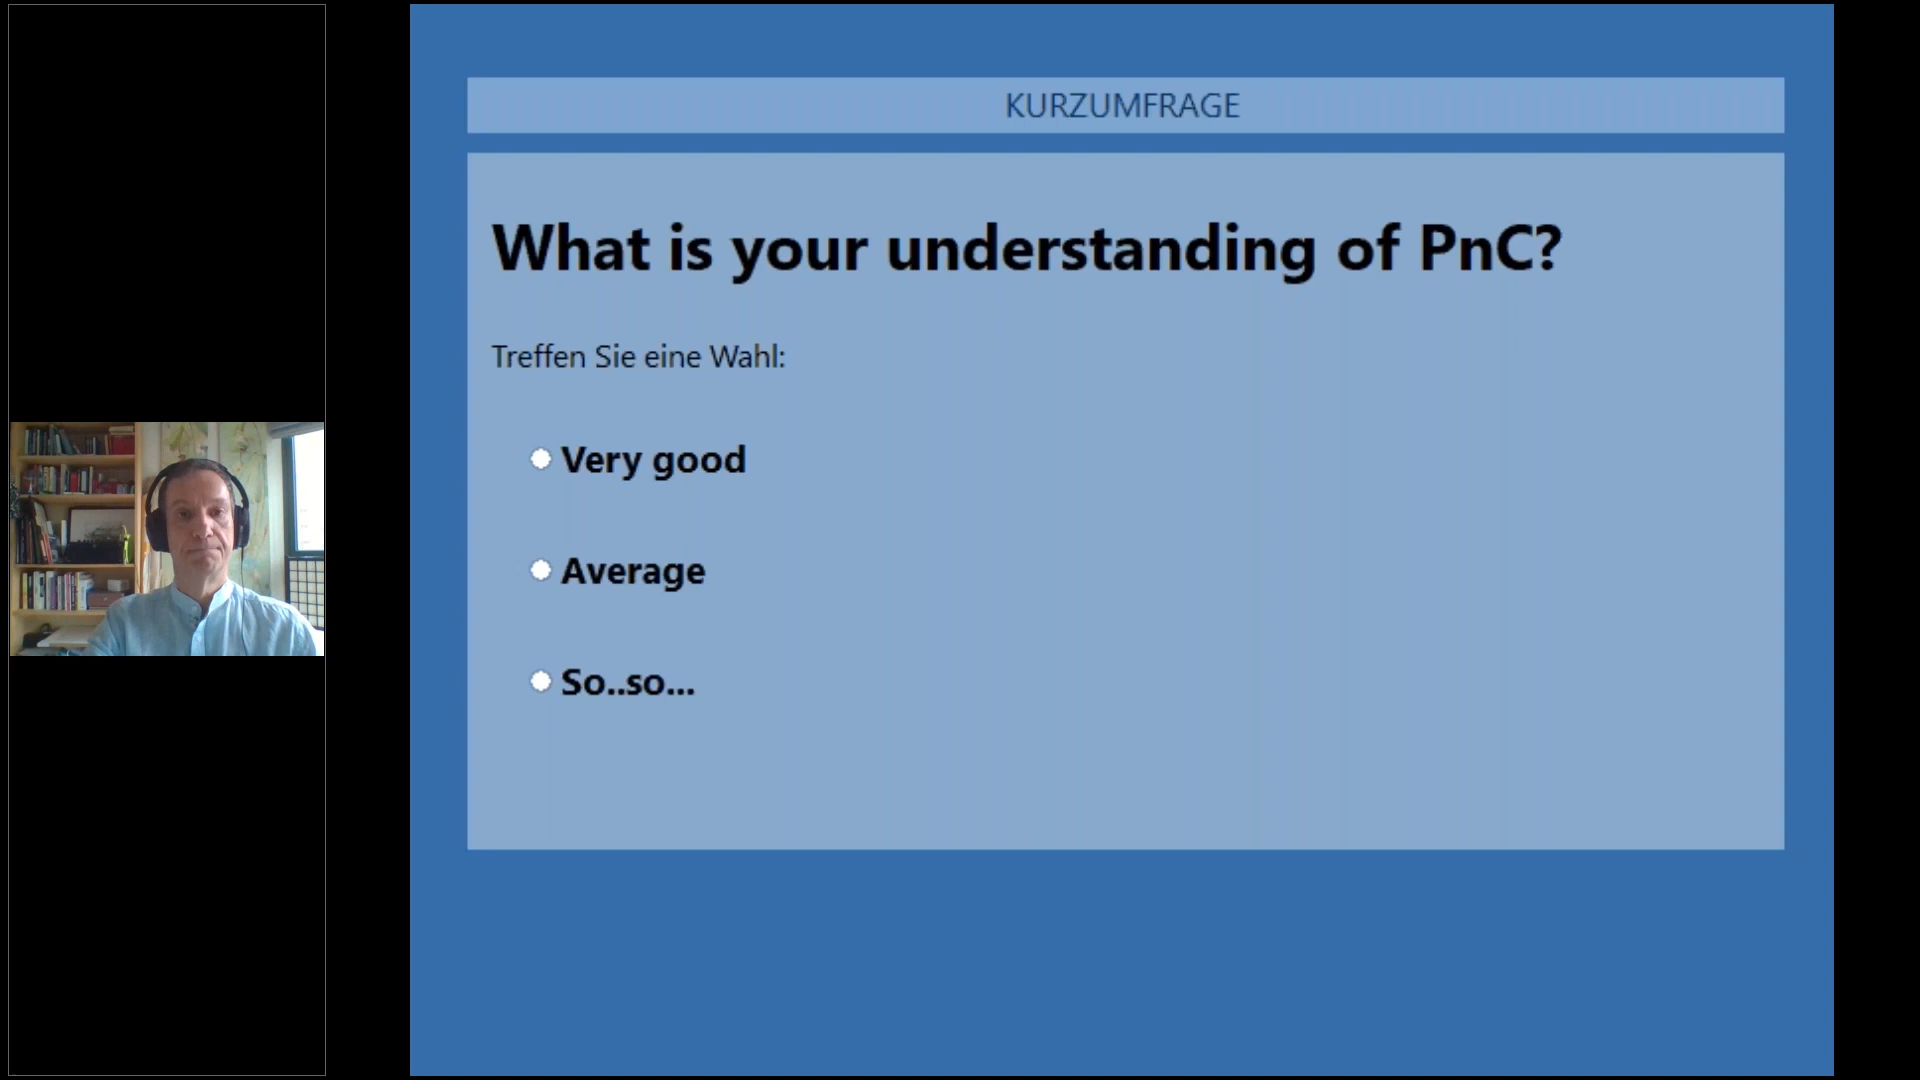 KURZUMFRAGE
What is your understanding of PnC?
Treffen Sie eine Wahl:
Very good
Average
So..so...